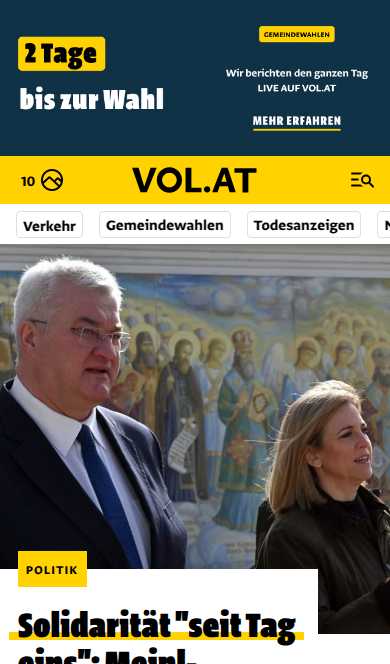 2 Tage
bis zur Wahl
GEMEINDEWAHLEN
Wir berichten den ganzen Tag
LIVE AUF VOL.AT
MEHR ERFAHREN
10
VOL.AT
Verkehr
Gemeindewahlen
Todesanzeigen
POLITIK
Solidarität "seit Tag
eins": Meinl-